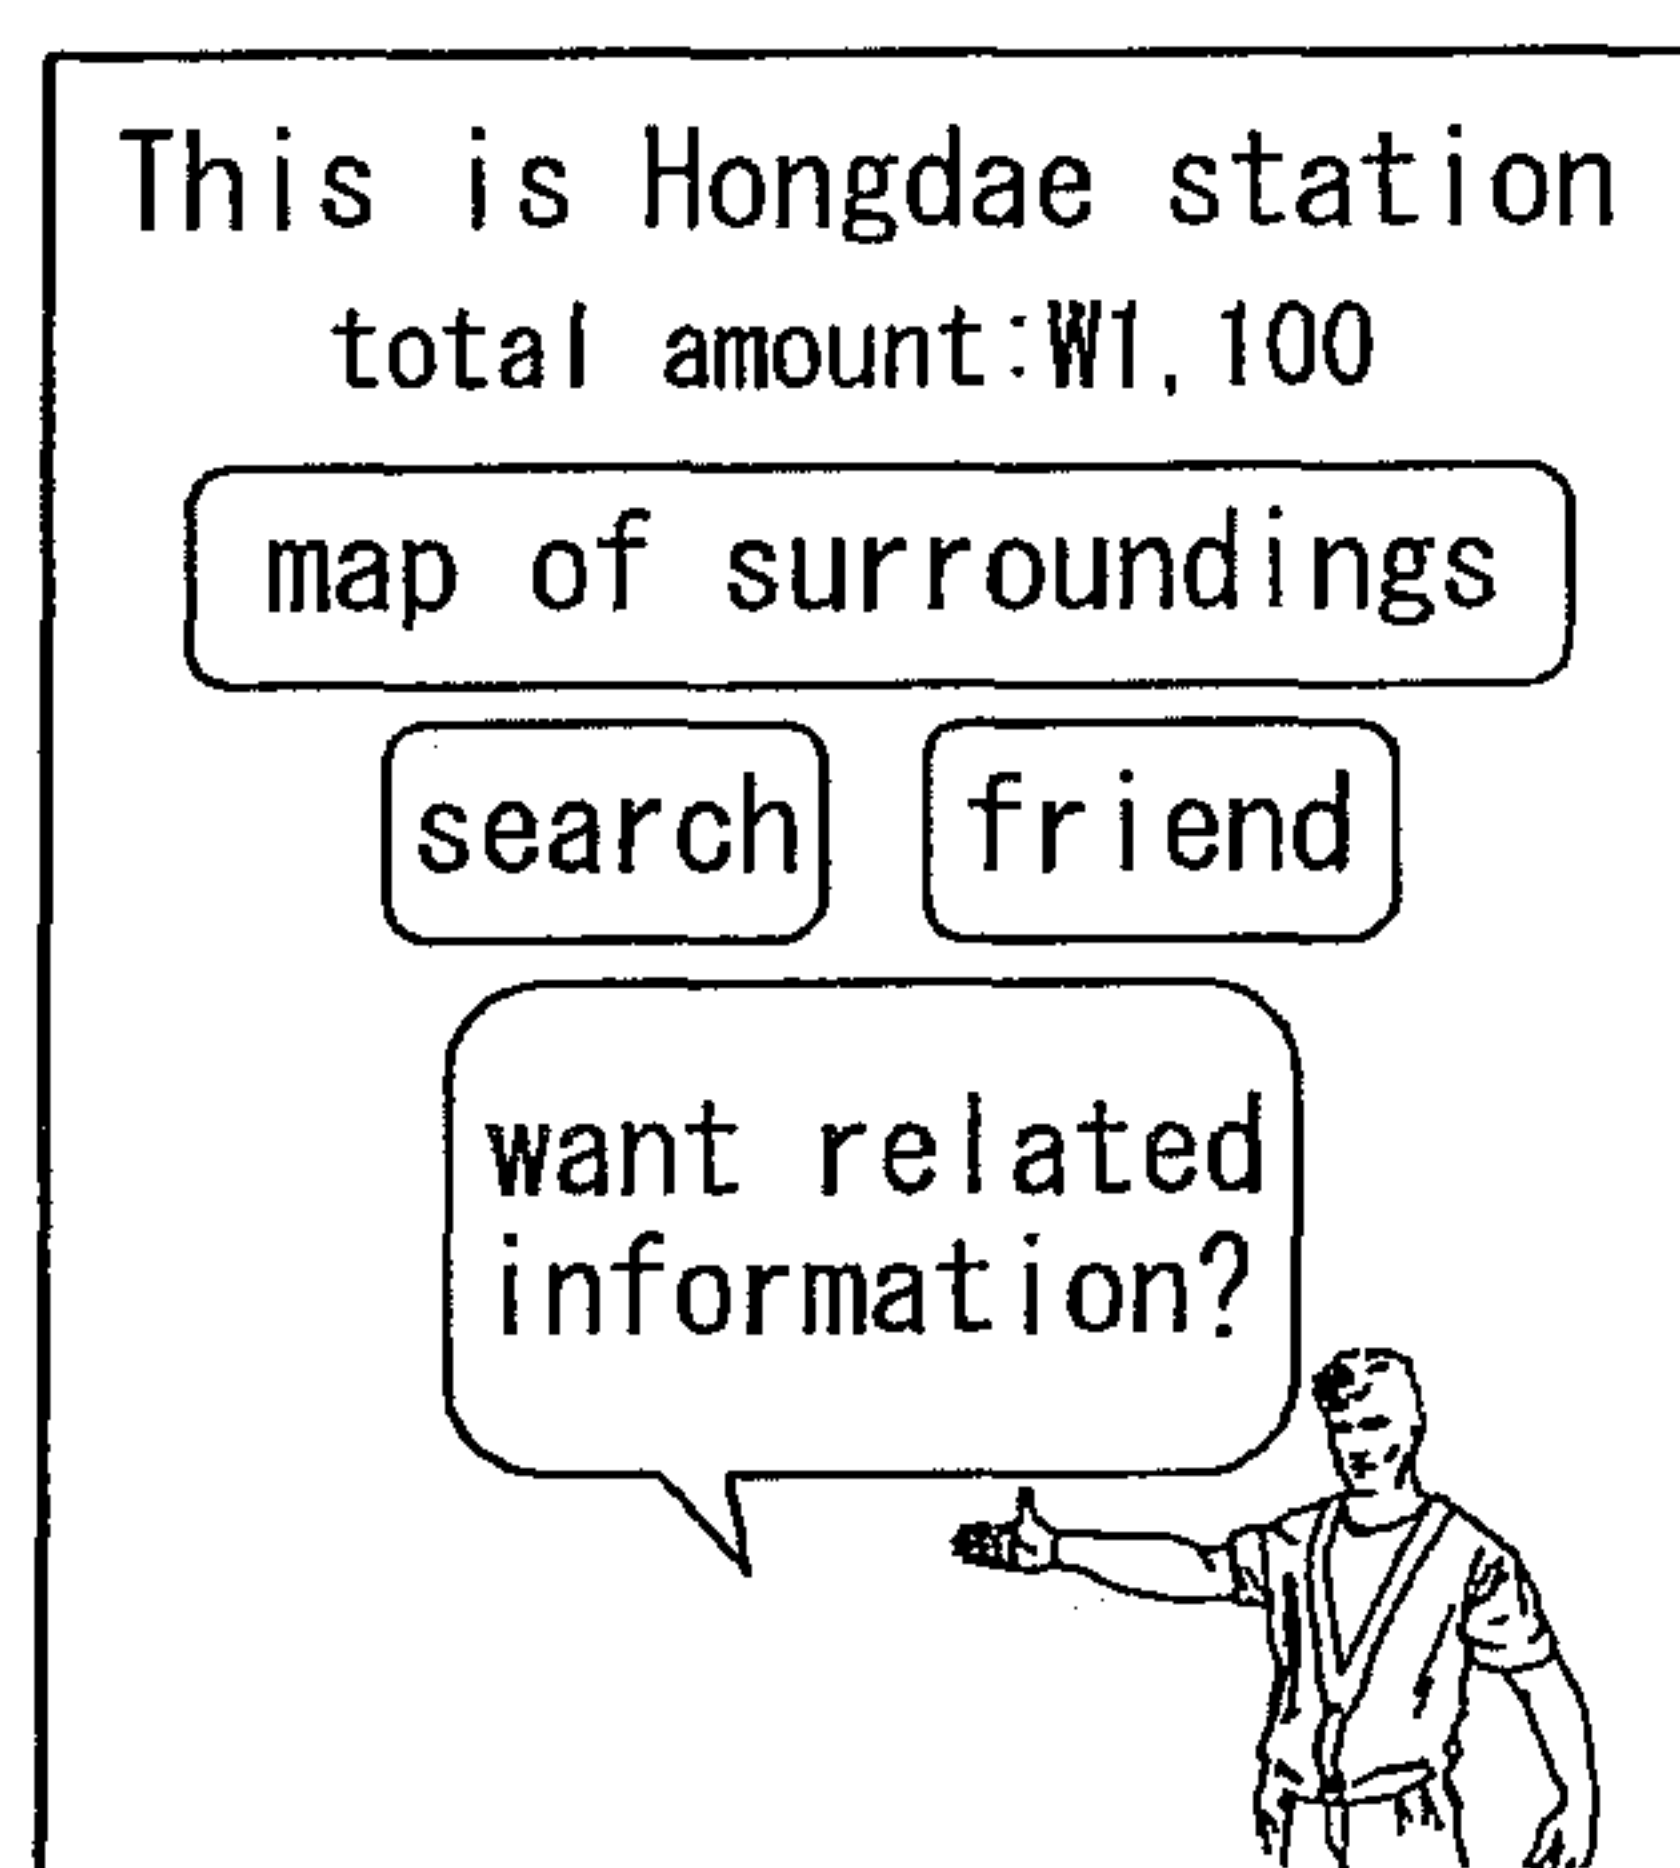 This is Hongdae station
total amount:W1,100
map of surroundings
search friend
want related
information?